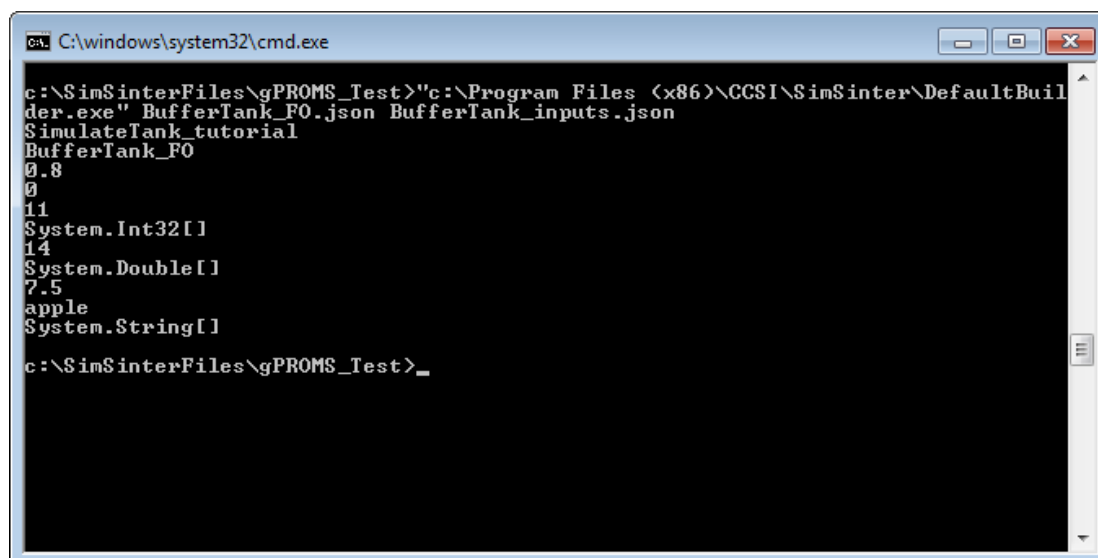 C:\windows\system32\cmd.exe
c:\SimSinterFiles\gPROMS_Test>"c:\Program Files (x86)\CCSI\SimSinter\DefaultBuil
der.exe" BufferTank_FO.json BufferTank_inputs.json
SimulateTank_tutorial
BufferTank_FO
0.8
0
11
System.Int32[]
14
System.Double[]
7.5
apple
System.String[]
c:\SimSinterFiles\gPROMS_Test>_